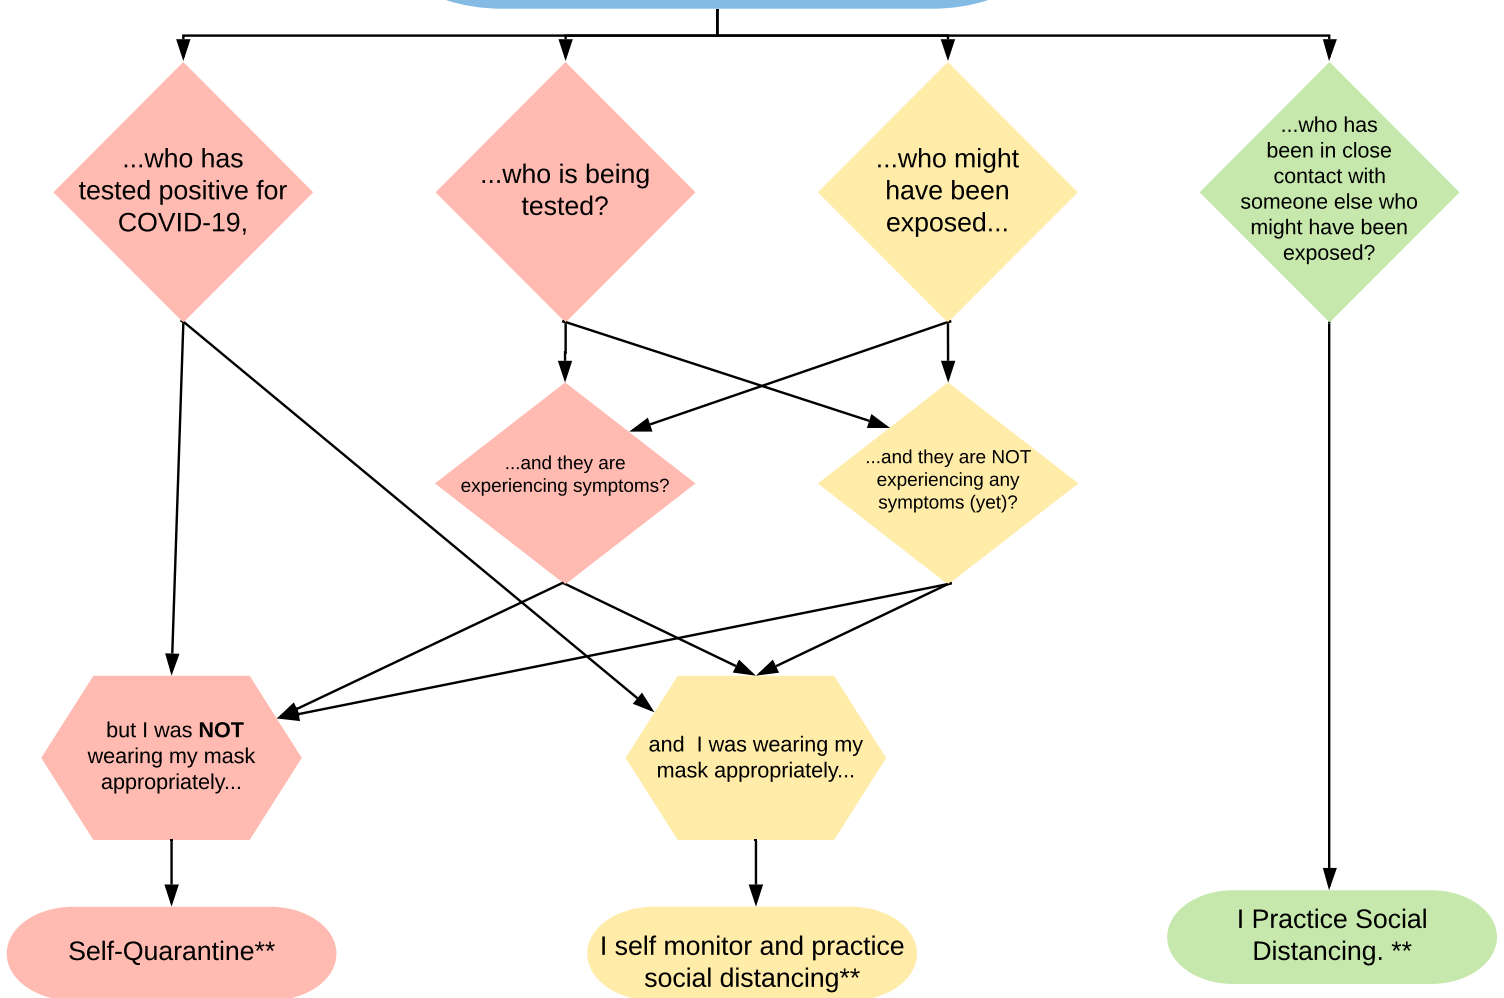 ...who has
tested positive for
COVID-19,
...who is being
tested?
...who might
have been
exposed...
...who has
been in close
contact with
someone else who
might have been
exposed?
...and they are
experiencing symptoms?
...and they are NOT
experiencing any
symptoms (yet)?
but I was NOT
wearing my mask
appropriately...
and  I was wearing my
mask appropriately...
Self-Quarantine**
I self monitor and practice
social distancing**
I Practice Social
Distancing. **